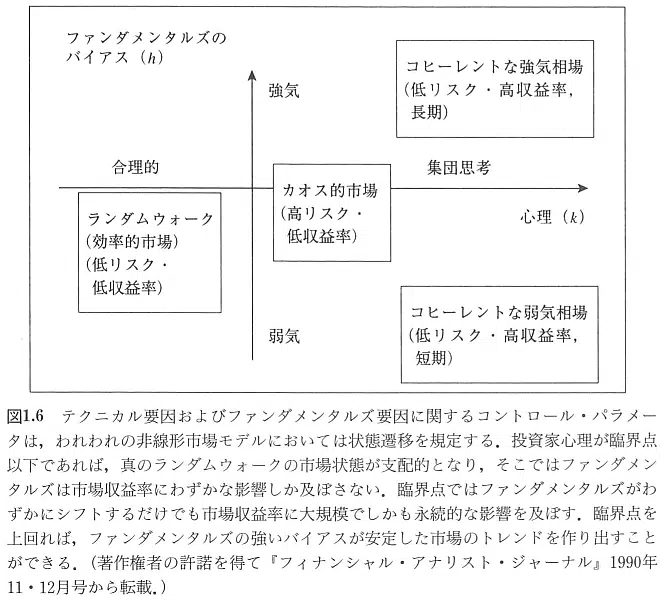 ファンダメンタルズの
バイアス（h）
強気
コヒーレントな強気相場
(低リスク・高収益率，
長期)
合理的
集団思考
カオス的市場
(高リスク・
低収益率)
心理（k）
ランダムウォーク
(効率的市場)
(低リスク・
低収益率)
弱気
コヒーレントな弱気相場
(低リスク・高収益率，
短期)
図1.6　テクニカル要因およびファンダメンタルズ要因に関するコントロール・パラメー
タは，われわれの非線形市場モデルにおいては状態遷移を規定する．投資家心理が臨界点
以下であれば，真のランダムウォークの市場状態が支配的となり，そこではファンダメン
タルズは市場収益率にわずかな影響しか及ぼさない．臨界点ではファンダメンタルズがわ
ずかにシフトするだけでも市場収益率に大規模でしかも永続的な影響を及ぼす．臨界点を
上回れば，ファンダメンタルズの強いバイアスが安定した市場のトレンドを作り出すこと
ができる．（著作権者の許諾を得て『フィナンシャル・アナリスト・ジャーナル』1990年
11・12月号から転載．）